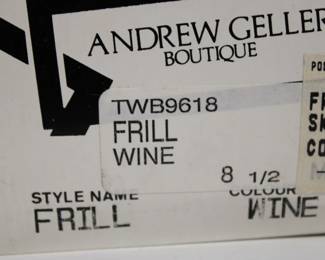 ANDREW GELLER
BOUTIQUE
TWB9618
FRILL
WINE
8 1/2
STYLE NAME
COLOUR
FRILL
WINE